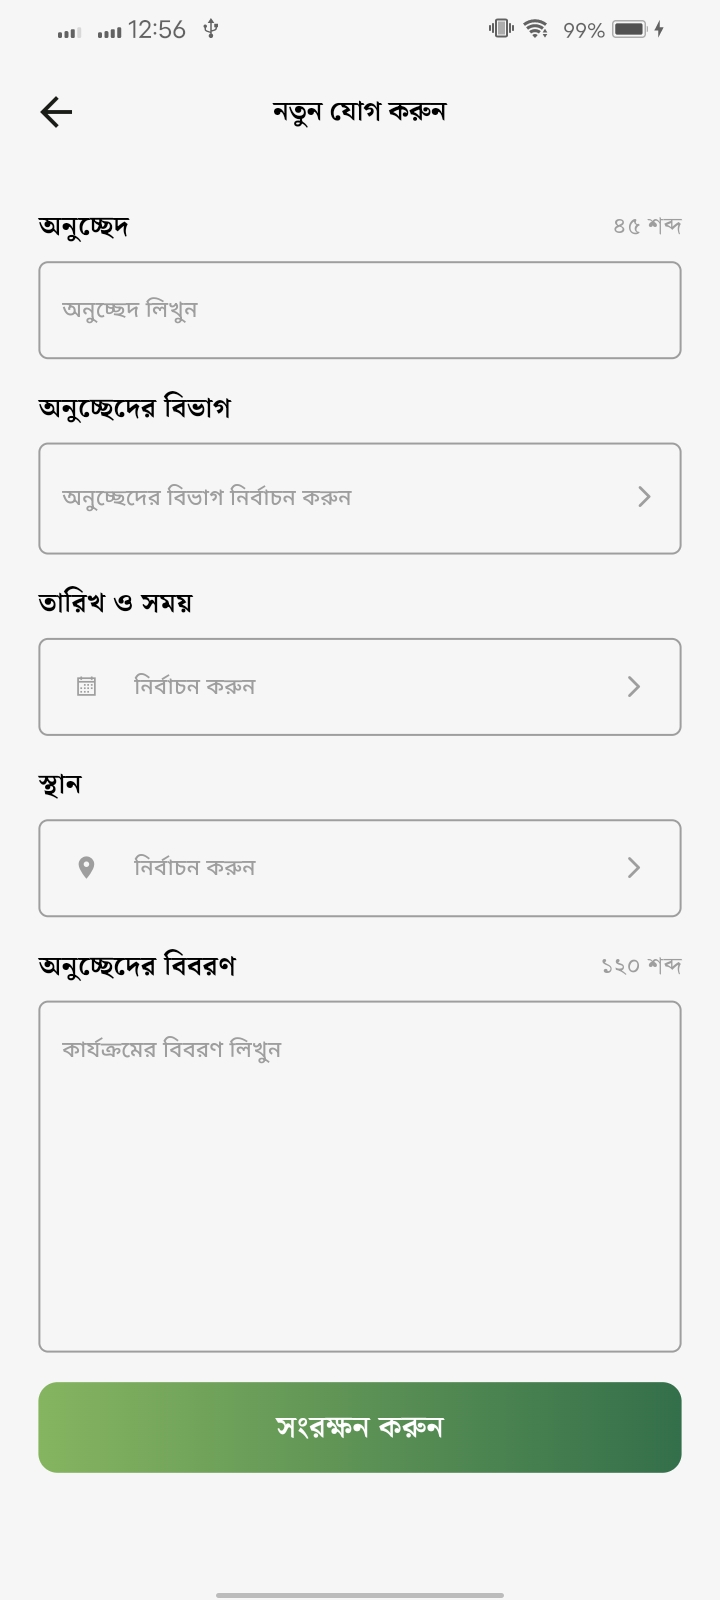 12:56 99%
নতুন যোগ করুন
অনুচ্ছেদ ৪৫ শব্দ
অনুচ্ছেদ লিখুন
অনুচ্ছেদের বিভাগ
অনুচ্ছেদের বিভাগ নির্বাচন করুন
তারিখ ও সময়
নির্বাচন করুন
স্থান
নির্বাচন করুন
অনুচ্ছেদের বিবরণ ১২০ শব্দ
কার্যক্রমের বিবরণ লিখুন
সংরক্ষন করুন